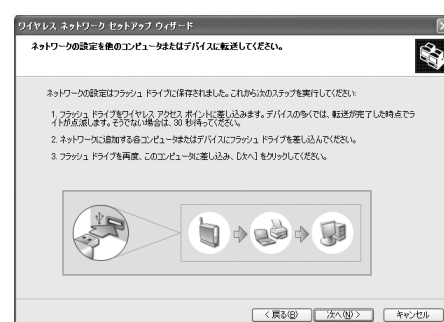 ワイヤレス ネットワーク セットアップ ウィザード
ネットワークの設定を他のコンピュータまたはデバイスに転送してください。
ネットワークの設定はフラッシュ ドライブに保存されました。これから次のステップを実行してください:
1. フラッシュ ドライブをワイヤレス アクセス ポイントに差し込みます。デバイスの多くでは、転送が完了した時点でラ
イトが点滅します。そうでない場合は、30 秒待ってください。
2. ネットワークに追加する各コンピュータまたはデバイスにフラッシュ ドライブを差し込んでください。
3. フラッシュ ドライブを再度、このコンピュータに差し込み、[次へ] をクリックしてください。
< 戻る(B)
次へ(N) >
キャンセル